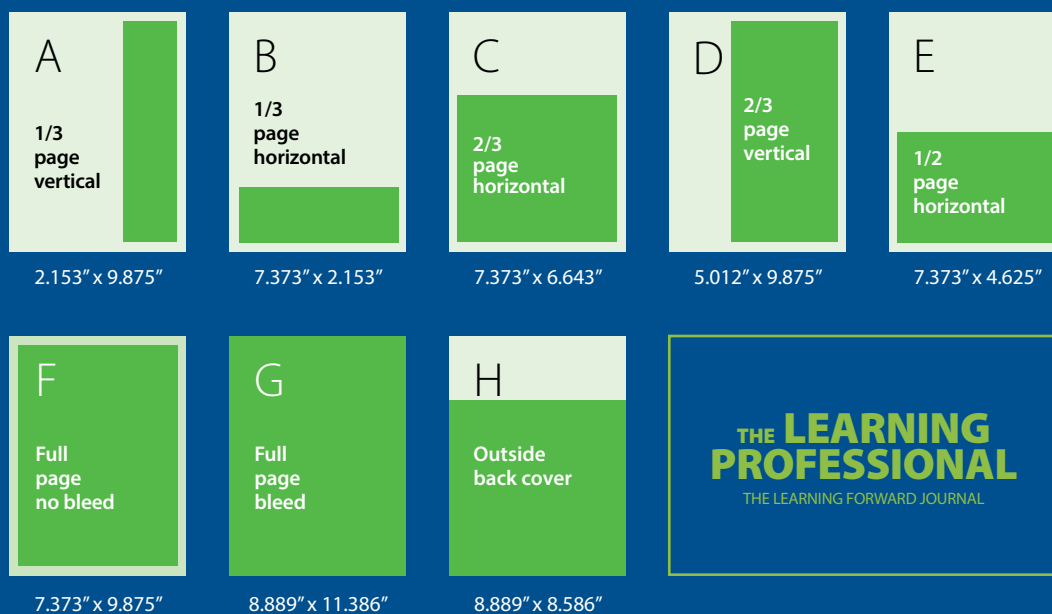 A
1/3
page
vertical
2.153” x 9.875”
B
1/3
page
horizontal
7.373” x 2.153”
C
2/3
page
horizontal
7.373” x 6.643”
D
2/3
page
vertical
5.012” x 9.875”
E
1/2
page
horizontal
7.373” x 4.625”
F
Full
page
no bleed
7.373” x 9.875”
G
Full
page
bleed
8.889” x 11.386”
H
Outside
back cover
8.889” x 8.586”
THE LEARNING
PROFESSIONAL
THE LEARNING FORWARD JOURNAL